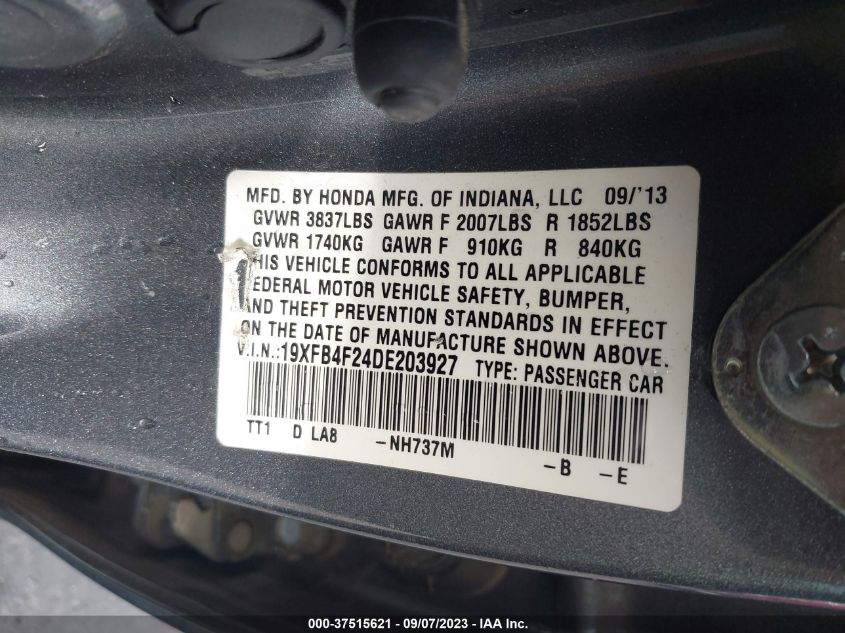 MFD. BY HONDA MFG. OF INDIANA, LLC 09/'13
GVWR 3837LBS GAWR F 2007LBS R 1852LBS
GVWR 1740KG GAWR F 910KG R 840KG
THIS VEHICLE CONFORMS TO ALL APPLICABLE
FEDERAL MOTOR VEHICLE SAFETY, BUMPER,
AND THEFT PREVENTION STANDARDS IN EFFECT
ON THE DATE OF MANUFACTURE SHOWN ABOVE.
V.I.N.:19XFB4F24DE203927 TYPE: PASSENGER CAR
TT1 D LA8 -NH737M -B -E
000-37515621 - 09/07/2023 - IAA Inc.